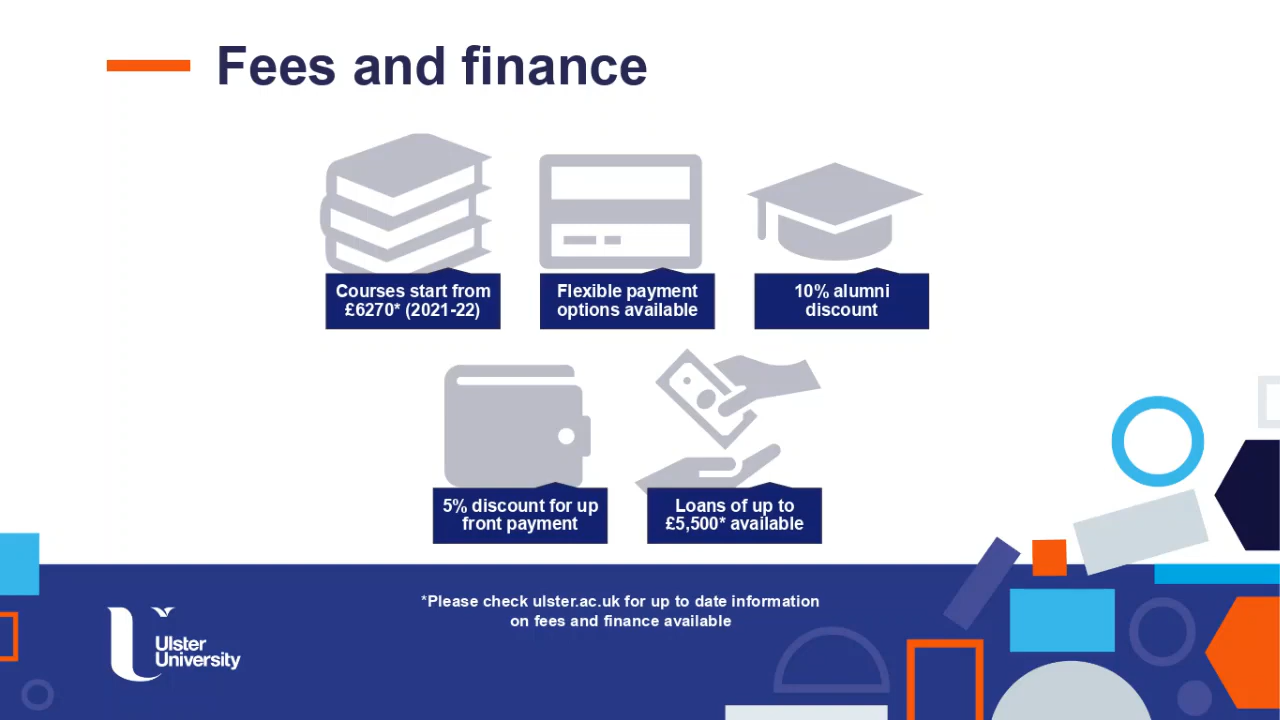 Fees and finance
Courses start from
£6270* (2021-22)
Flexible payment
options available
10% alumni
discount
5% discount for up
front payment
Loans of up to
£5,500* available
*Please check ulster.ac.uk for up to date information
on fees and finance available
Ulster
University